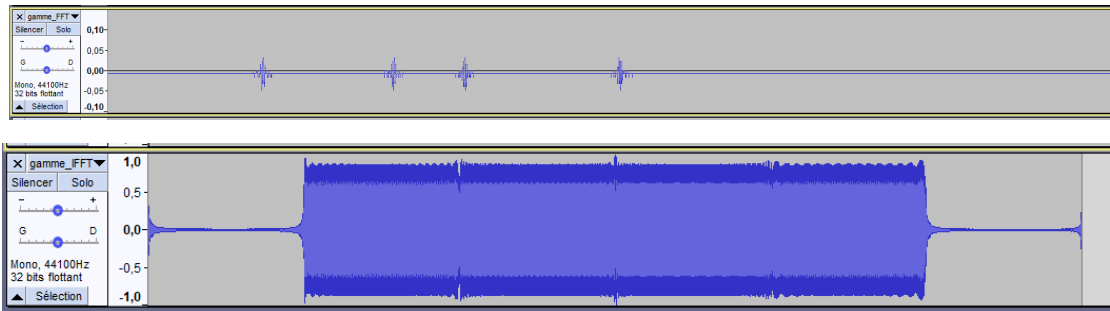 × gamme_FFT▼
Silencer Solo
- +
G D
Mono, 44100Hz
32 bits flottant
▲ Sélection
0,10
0,05
0,00
-0,05
-0,10
× gamme_IFFT▼
Silencer Solo
- +
G D
Mono, 44100Hz
32 bits flottant
▲ Sélection
1,0
0,5
0,0
-0,5
-1,0